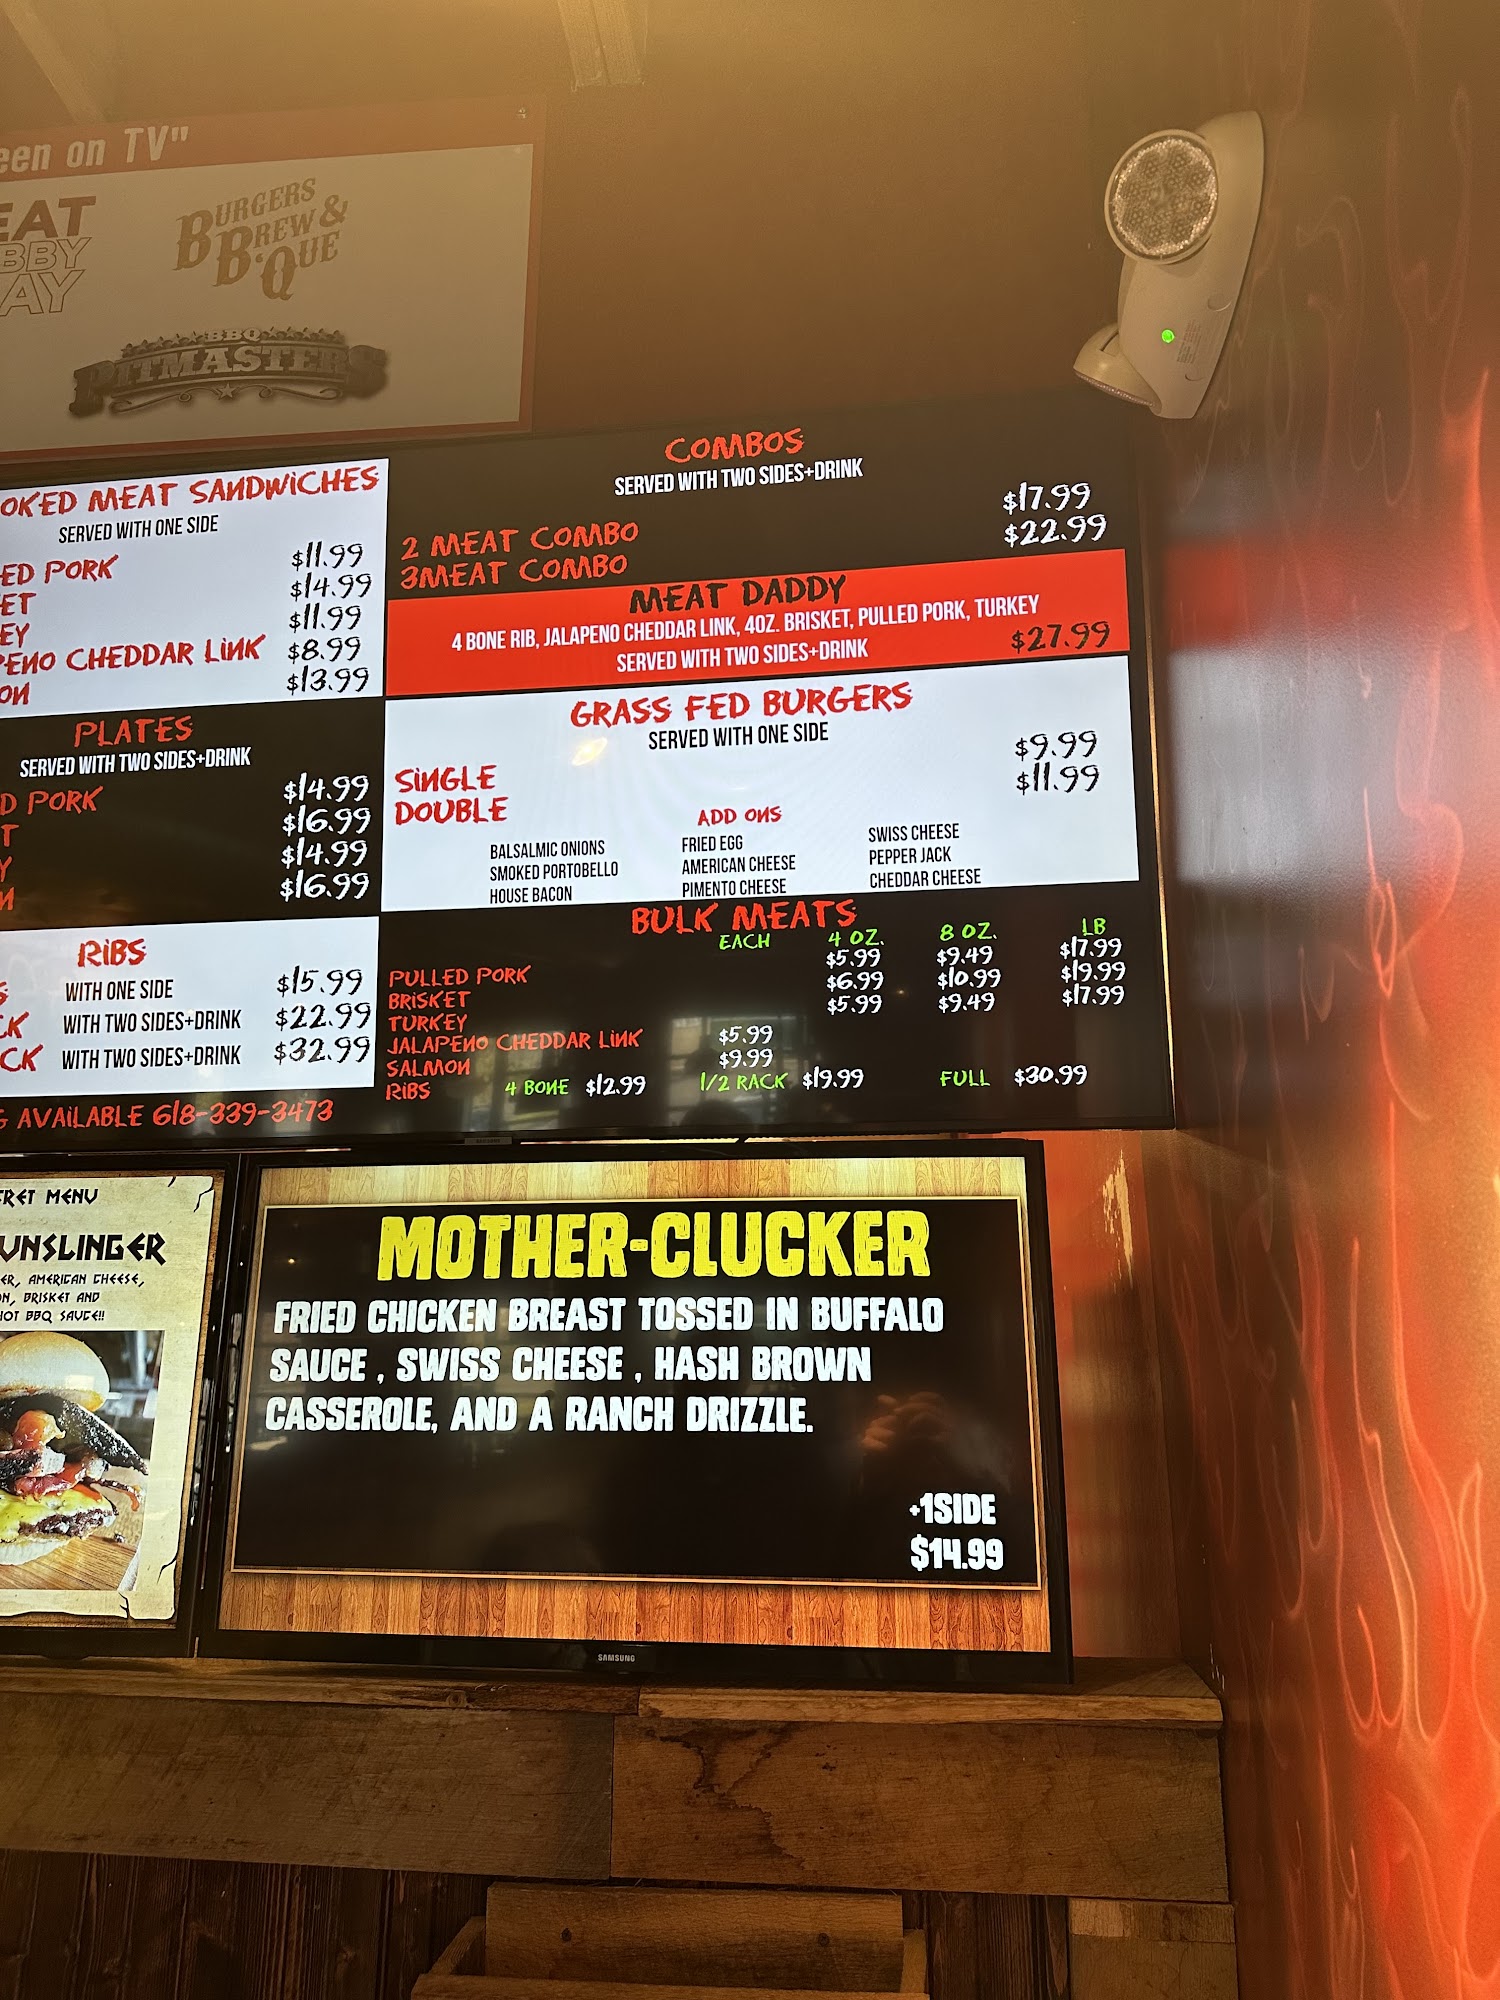 een on TV"
EAT
BBY
AY
BURGERS
BREW &
B·QUE
BBQ
PITMASTERS
OKED MEAT SANDWICHES
SERVED WITH ONE SIDE
ED PORK $11.99
ET $14.99
EY $11.99
PENO CHEDDAR LINK $8.99
ON $13.99
PLATES
SERVED WITH TWO SIDES+DRINK
D PORK $14.99
T $16.99
Y $14.99
N $16.99
RIBS
S WITH ONE SIDE $15.99
CK WITH TWO SIDES+DRINK $22.99
CK WITH TWO SIDES+DRINK $32.99
G AVAILABLE 618-339-3473
COMBOS
SERVED WITH TWO SIDES+DRINK
2 MEAT COMBO $17.99
3MEAT COMBO $22.99
MEAT DADDY
4 BONE RIB, JALAPENO CHEDDAR LINK, 4OZ. BRISKET, PULLED PORK, TURKEY
SERVED WITH TWO SIDES+DRINK $27.99
GRASS FED BURGERS
SERVED WITH ONE SIDE
SINGLE $9.99
DOUBLE $11.99
ADD ONS
BALSALMIC ONIONS FRIED EGG SWISS CHEESE
SMOKED PORTOBELLO AMERICAN CHEESE PEPPER JACK
HOUSE BACON PIMENTO CHEESE CHEDDAR CHEESE
BULK MEATS
EACH 4 OZ. 8 OZ. LB
PULLED PORK $5.99 $9.49 $17.99
BRISKET $6.99 $10.99 $19.99
TURKEY $5.99 $9.49 $17.99
JALAPENO CHEDDAR LINK $5.99
SALMON $9.99
RIBS 4 BONE $12.99 1/2 RACK $19.99 FULL $30.99
CRET MENU
UNSLINGER
ER, AMERICAN CHEESE,
ON, BRISKET AND
HOT BBQ SAUCE!!
MOTHER-CLUCKER
FRIED CHICKEN BREAST TOSSED IN BUFFALO
SAUCE , SWISS CHEESE , HASH BROWN
CASSEROLE, AND A RANCH DRIZZLE.
+1SIDE
$14.99
SAMSUNG